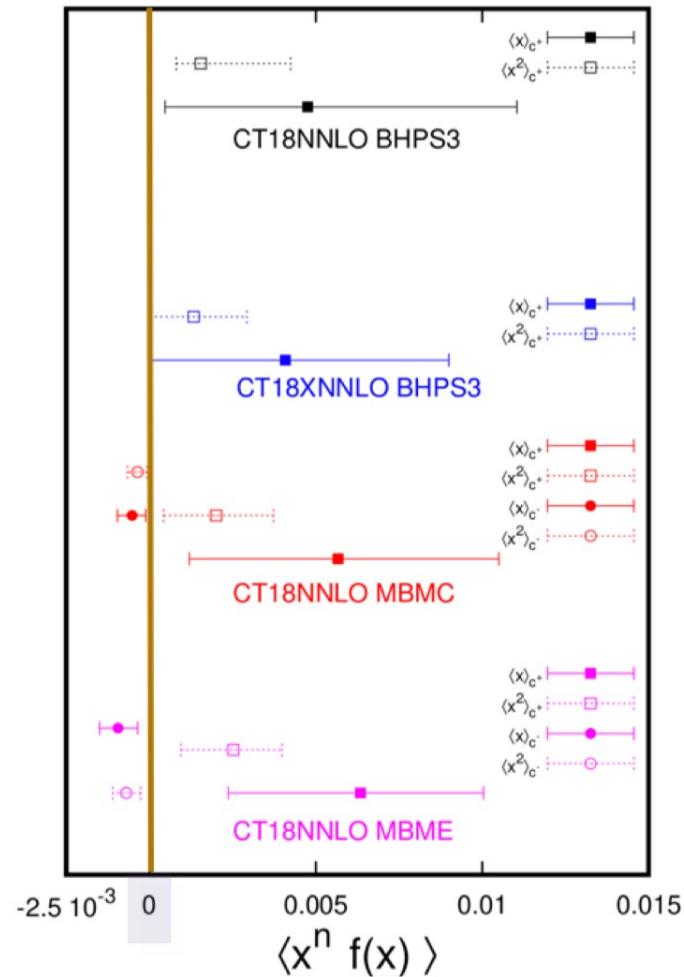 ⟨x⟩c⁺
⟨x²⟩c⁺
CT18NNLO BHPS3
⟨x⟩c⁺
⟨x²⟩c⁺
CT18XNNLO BHPS3
⟨x⟩c⁺
⟨x²⟩c⁺
⟨x⟩c⁻
⟨x²⟩c⁻
CT18NNLO MBMC
⟨x⟩c⁺
⟨x²⟩c⁺
⟨x⟩c⁻
⟨x²⟩c⁻
CT18NNLO MBME
-2.5 10⁻³ 0 0.005 0.01 0.015
⟨xⁿ f(x) ⟩